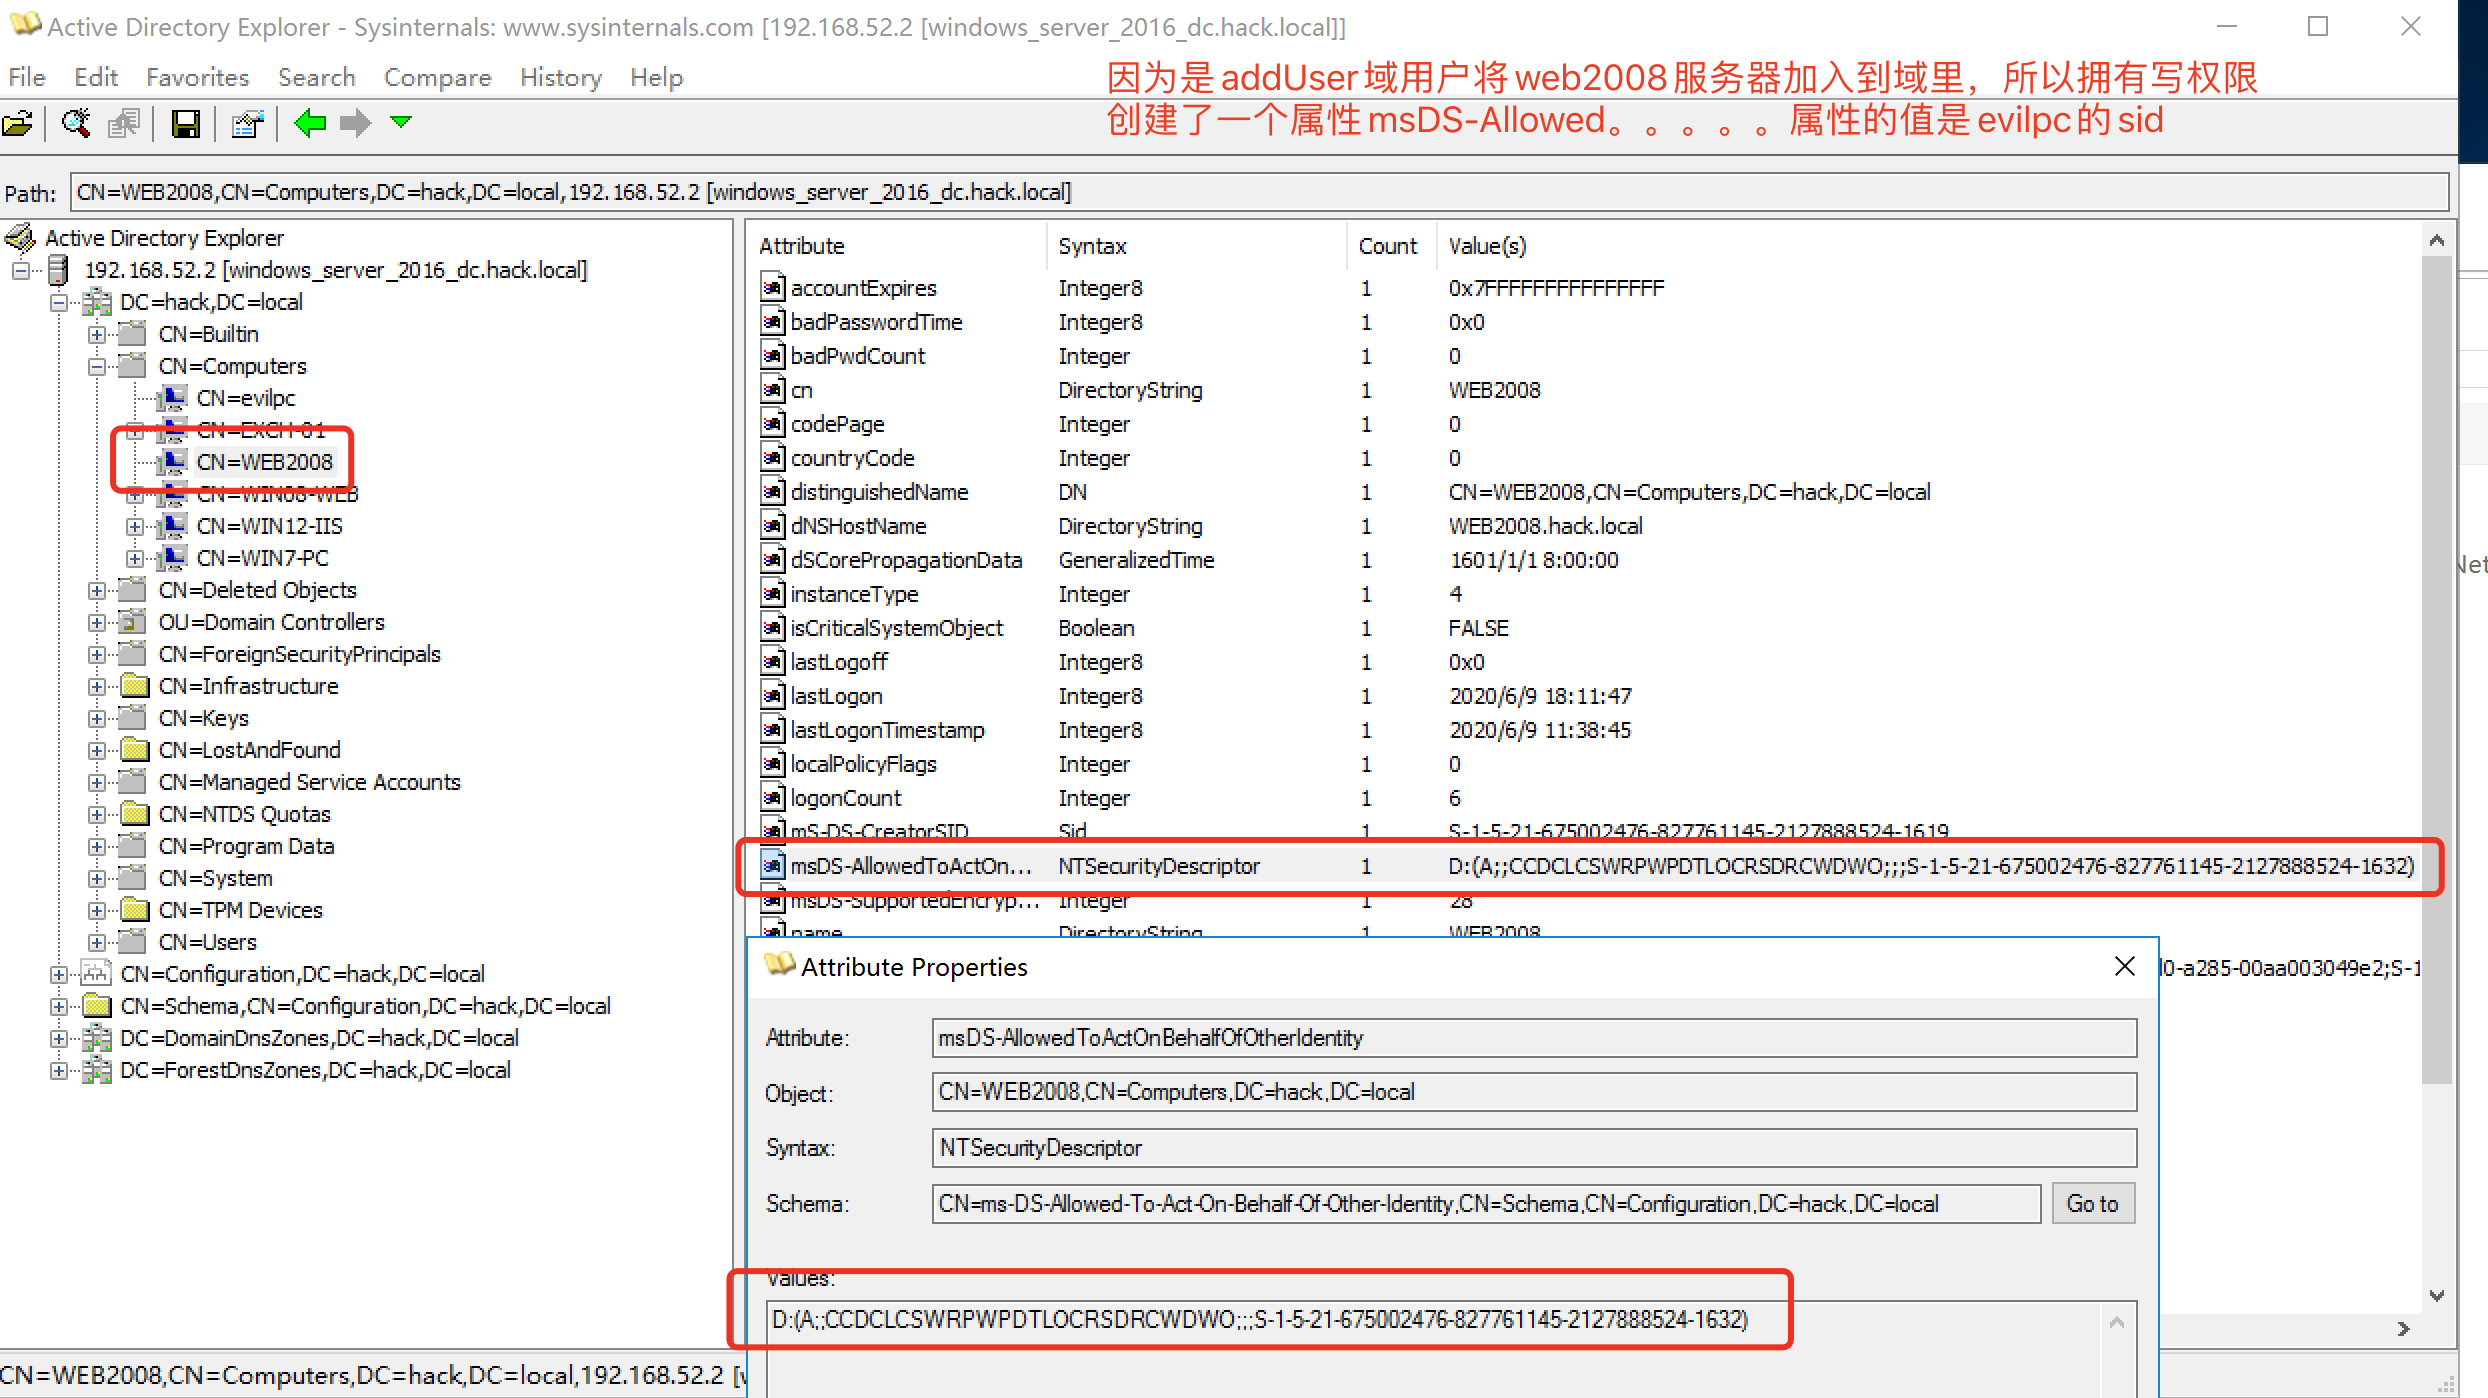 Active Directory Explorer - Sysinternals: www.sysinternals.com [192.168.52.2 [windows_server_2016_dc.hack.local]]
File Edit Favorites Search Compare History Help
因为是addUser域用户将web2008服务器加入到域里，所以拥有写权限
创建了一个属性msDS-Allowed。。。。。属性的值是evilpc的sid
Path: CN=WEB2008,CN=Computers,DC=hack,DC=local,192.168.52.2 [windows_server_2016_dc.hack.local]
Active Directory Explorer
192.168.52.2 [windows_server_2016_dc.hack.local]
DC=hack,DC=local
CN=Builtin
CN=Computers
CN=evilpc
CN=EXCH-01
CN=WEB2008
CN=WIN08-WEB
CN=WIN12-IIS
CN=WIN7-PC
CN=Deleted Objects
OU=Domain Controllers
CN=ForeignSecurityPrincipals
CN=Infrastructure
CN=Keys
CN=LostAndFound
CN=Managed Service Accounts
CN=NTDS Quotas
CN=Program Data
CN=System
CN=TPM Devices
CN=Users
CN=Configuration,DC=hack,DC=local
CN=Schema,CN=Configuration,DC=hack,DC=local
DC=DomainDnsZones,DC=hack,DC=local
DC=ForestDnsZones,DC=hack,DC=local
Attribute Syntax Count Value(s)
accountExpires Integer8 1 0x7FFFFFFFFFFFFFFF
badPasswordTime Integer8 1 0x0
badPwdCount Integer 1 0
cn DirectoryString 1 WEB2008
codePage Integer 1 0
countryCode Integer 1 0
distinguishedName DN 1 CN=WEB2008,CN=Computers,DC=hack,DC=local
dNSHostName DirectoryString 1 WEB2008.hack.local
dSCorePropagationData GeneralizedTime 1 1601/1/1 8:00:00
instanceType Integer 1 4
isCriticalSystemObject Boolean 1 FALSE
lastLogoff Integer8 1 0x0
lastLogon Integer8 1 2020/6/9 18:11:47
lastLogonTimestamp Integer8 1 2020/6/9 11:38:45
localPolicyFlags Integer 1 0
logonCount Integer 1 6
mS-DS-CreatorSID Sid 1 S-1-5-21-675002476-827761145-2127888524-1619
msDS-AllowedToActOn... NTSecurityDescriptor 1 D:(A;;CCDCLCSWRPWPDTLOCRSDRCWDWO;;;S-1-5-21-675002476-827761145-2127888524-1632)
msDS-SupportedEncryp... Integer 1 28
name DirectoryString 1 WEB2008
d0-a285-00aa003049e2;S-1
Attribute Properties
Attribute: msDS-AllowedToActOnBehalfOfOtherIdentity
Object: CN=WEB2008,CN=Computers,DC=hack,DC=local
Syntax: NTSecurityDescriptor
Schema: CN=ms-DS-Allowed-To-Act-On-Behalf-Of-Other-Identity,CN=Schema,CN=Configuration,DC=hack,DC=local Go to
Values:
D:(A;;CCDCLCSWRPWPDTLOCRSDRCWDWO;;;S-1-5-21-675002476-827761145-2127888524-1632)
CN=WEB2008,CN=Computers,DC=hack,DC=local,192.168.52.2 [w
Net